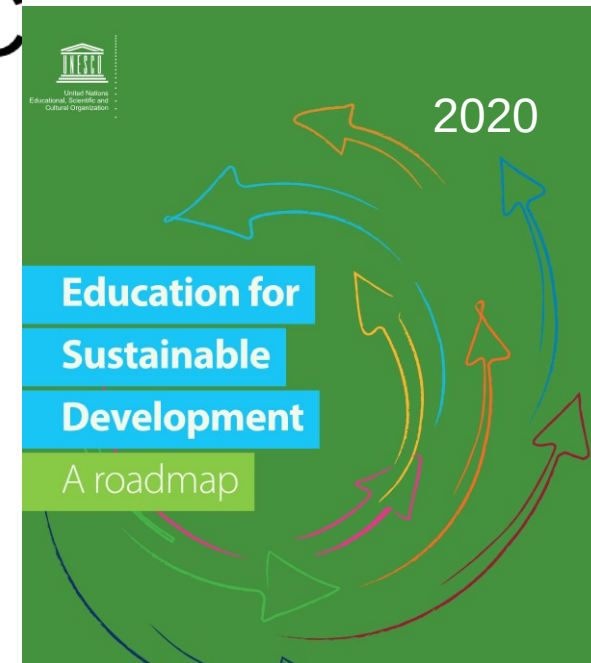 UNESCO
United Nations
Educational, Scientific and
Cultural Organization
2020
Education for
Sustainable
Development
A roadmap